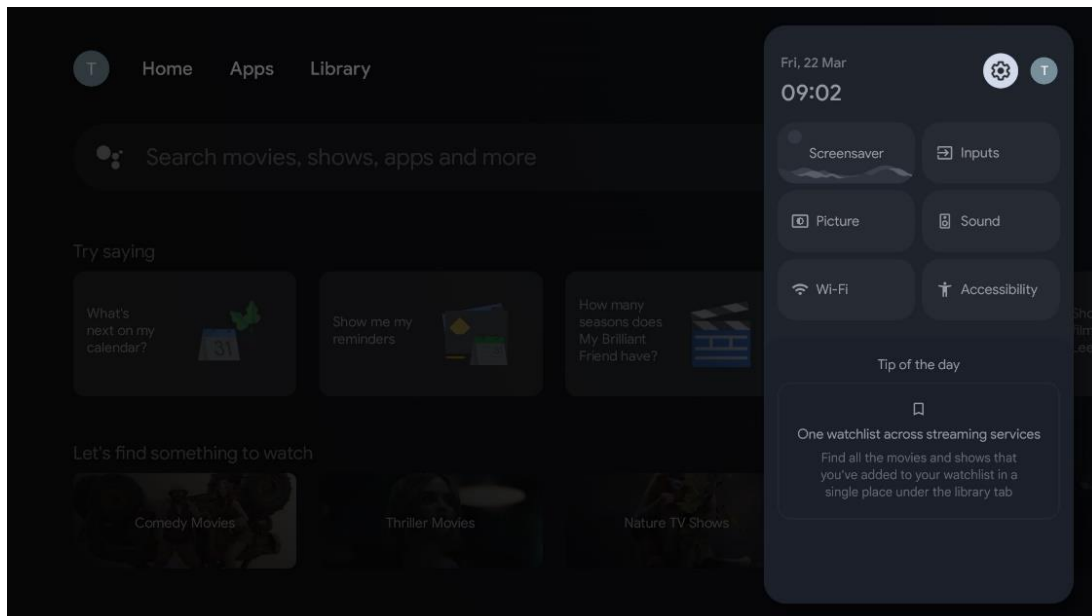 T
Home
Apps
Library
Search movies, shows, apps and more
Try saying
What's
next on my
calendar?
31
Show me my
reminders
How many
seasons does
My Brilliant
Friend have?
Let's find something to watch
Comedy Movies
Thriller Movies
Nature TV Shows
Fri, 22 Mar
09:02
T
Screensaver
Inputs
Picture
Sound
Wi-Fi
Accessibility
Tip of the day
One watchlist across streaming services
Find all the movies and shows that
you've added to your watchlist in a
single place under the library tab